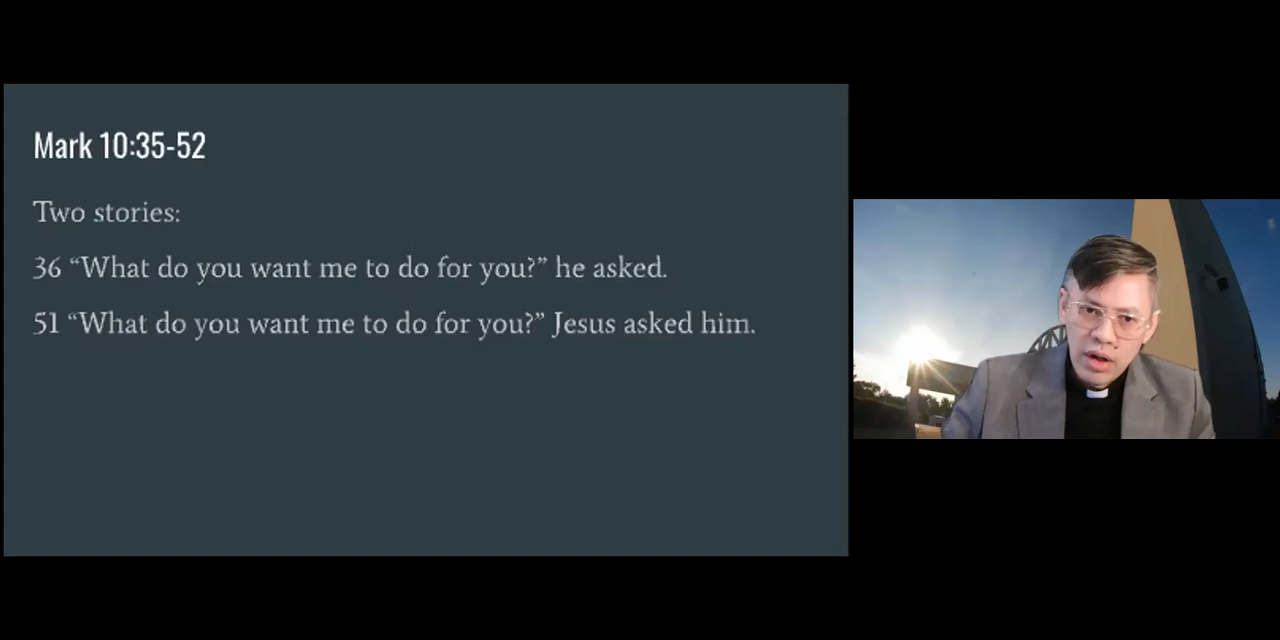 Mark 10:35-52
Two stories:
36 “What do you want me to do for you?” he asked.
51 “What do you want me to do for you?” Jesus asked him.